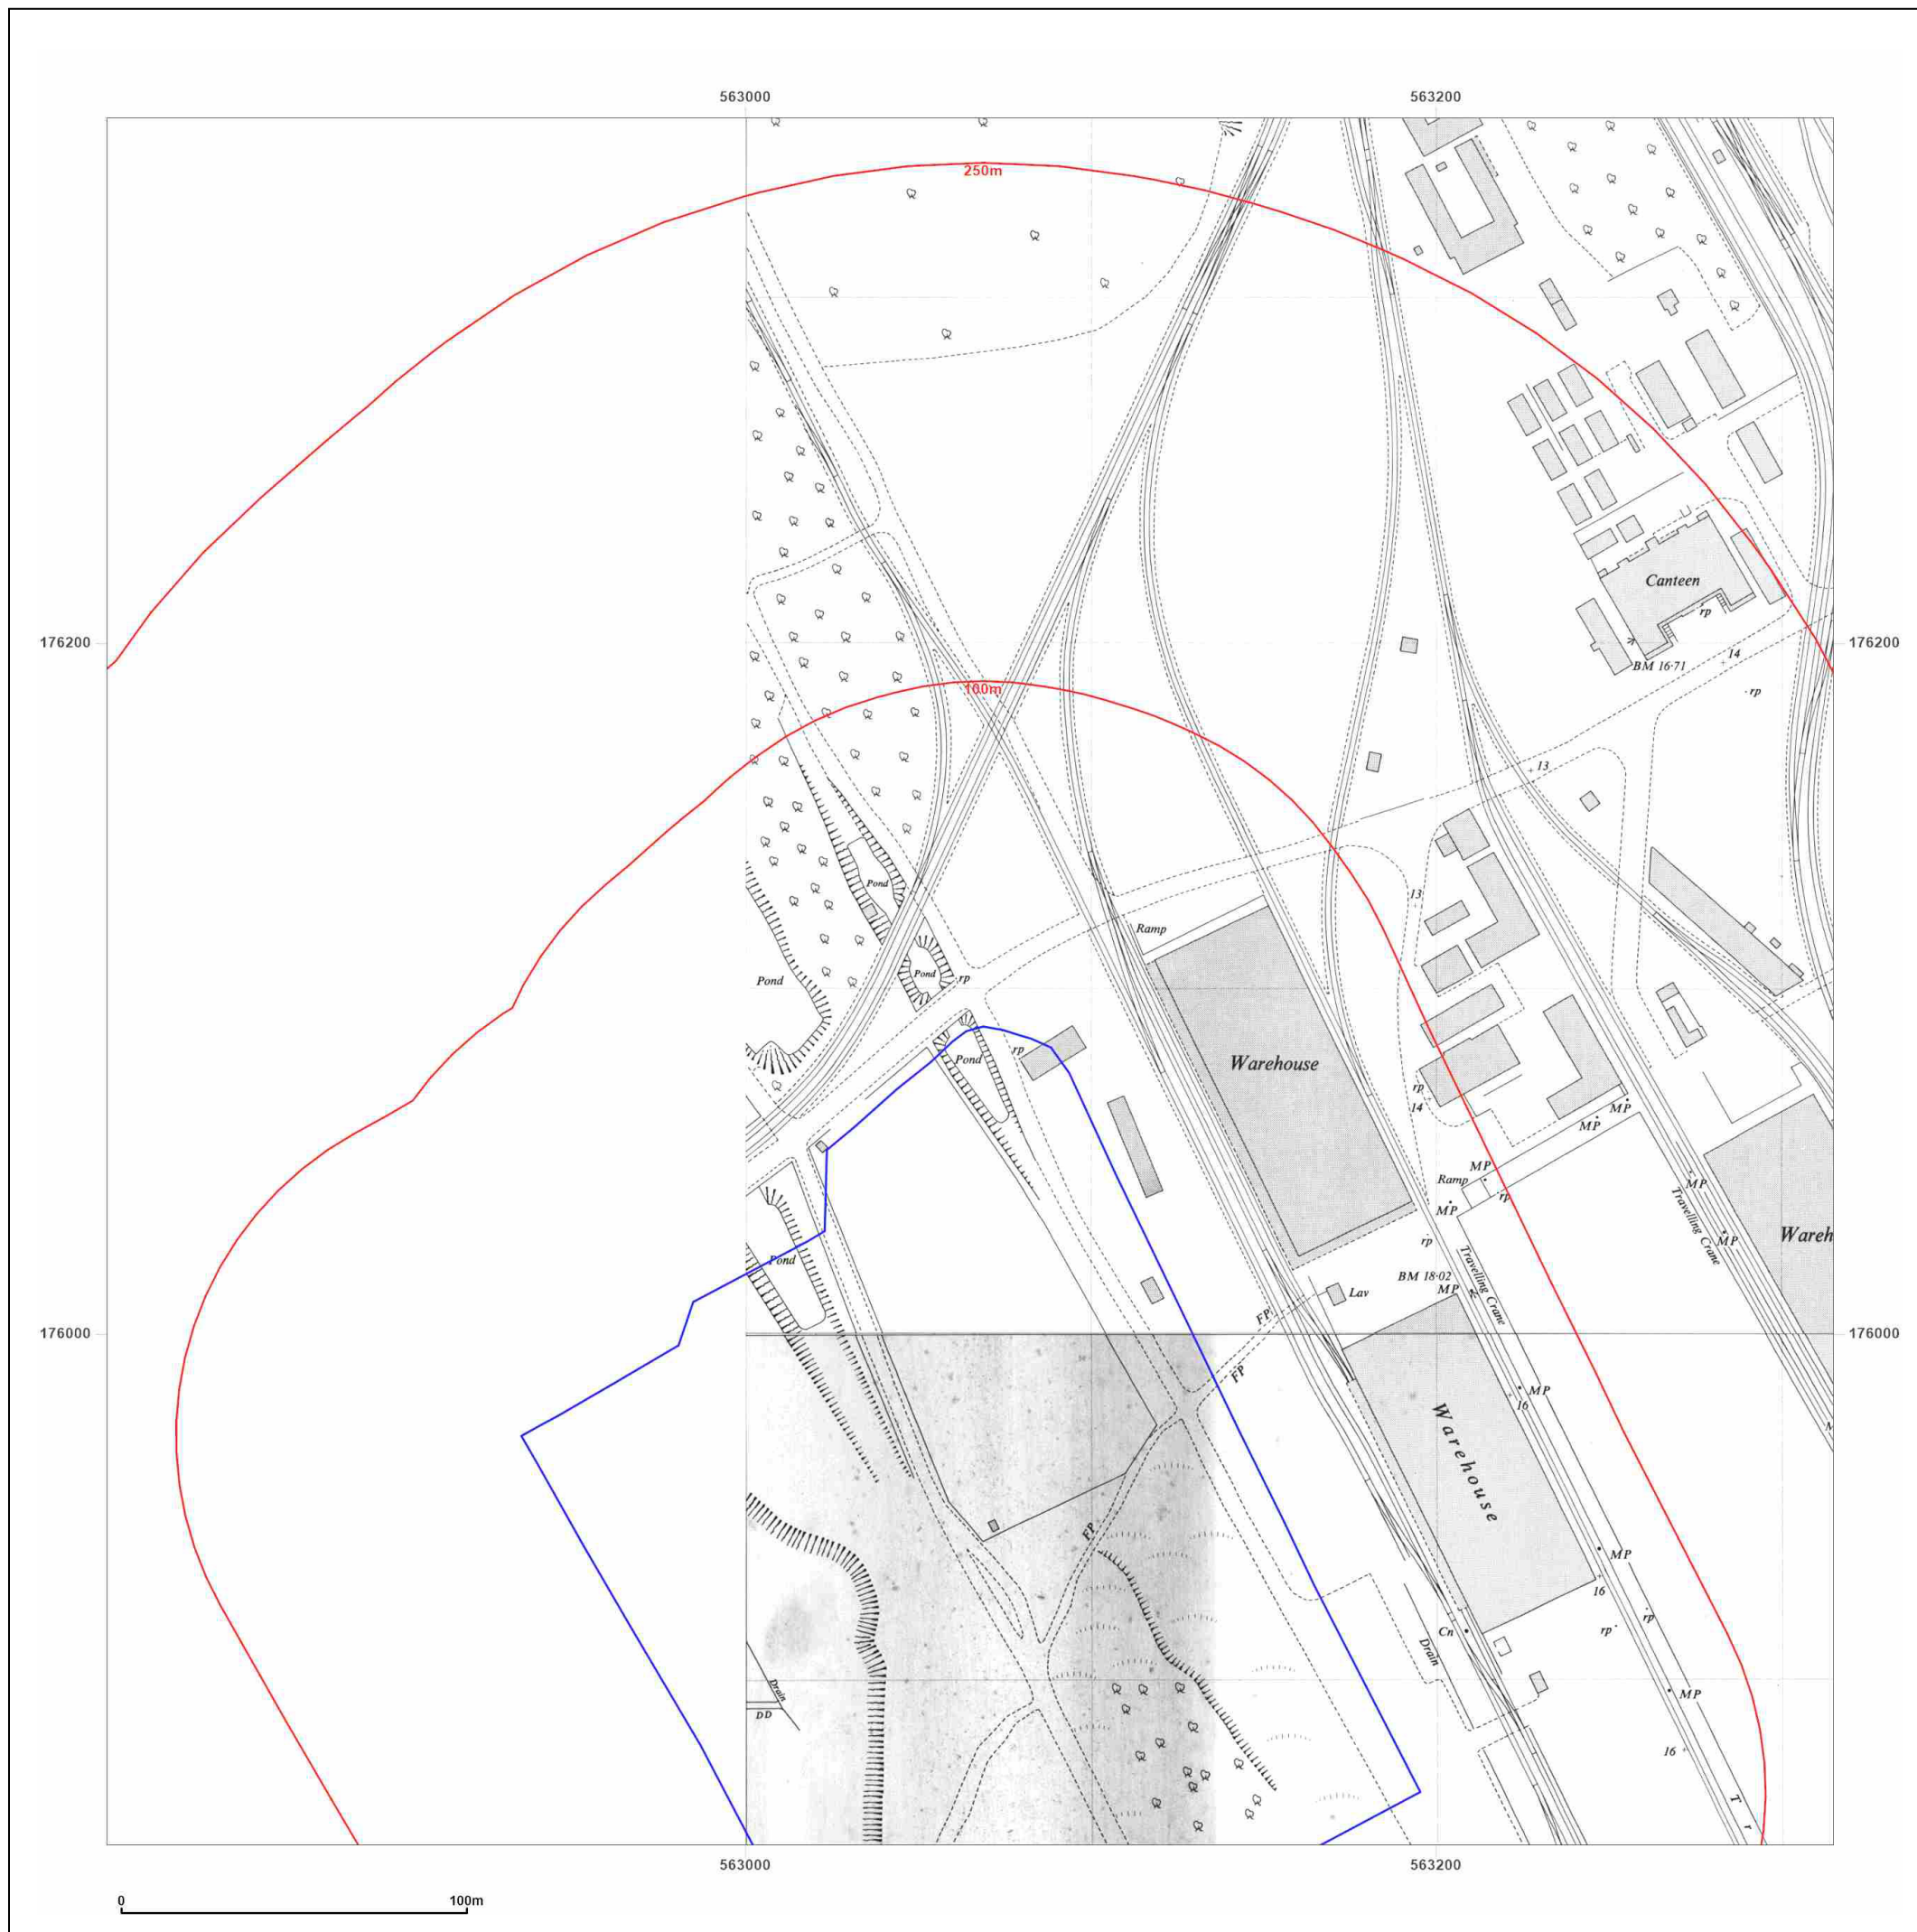 563000
563200
250m
Canteen
rp
BM 16·71
14
rp
176200
176200
100m
13
Pond
13
Ramp
Pond
rp
Pond
Pond
rp
Warehouse
rp
14
MP
MP
MP
Ramp
rp
MP
MP
Travelling Crane
MP
Wareh
rp
Pond
Travelling Crane
BM 18·02
MP
Lav
FP
176000
176000
FP
MP
16
Warehouse
FP
MP
16
rp
rp
Cn
Drain
Drain
DD
MP
16
T
r
563000
563200
0
100m